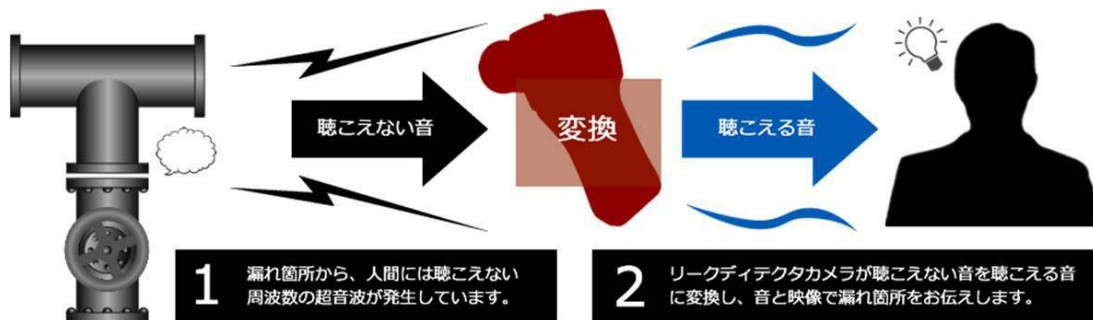 聴こえない音
変換
聴こえる音
1
漏れ箇所から、人間には聴こえない
周波数の超音波が発生しています。
2
リークディテクタカメラが聴こえない音を聴こえる音
に変換し、音と映像で漏れ箇所をお伝えします。